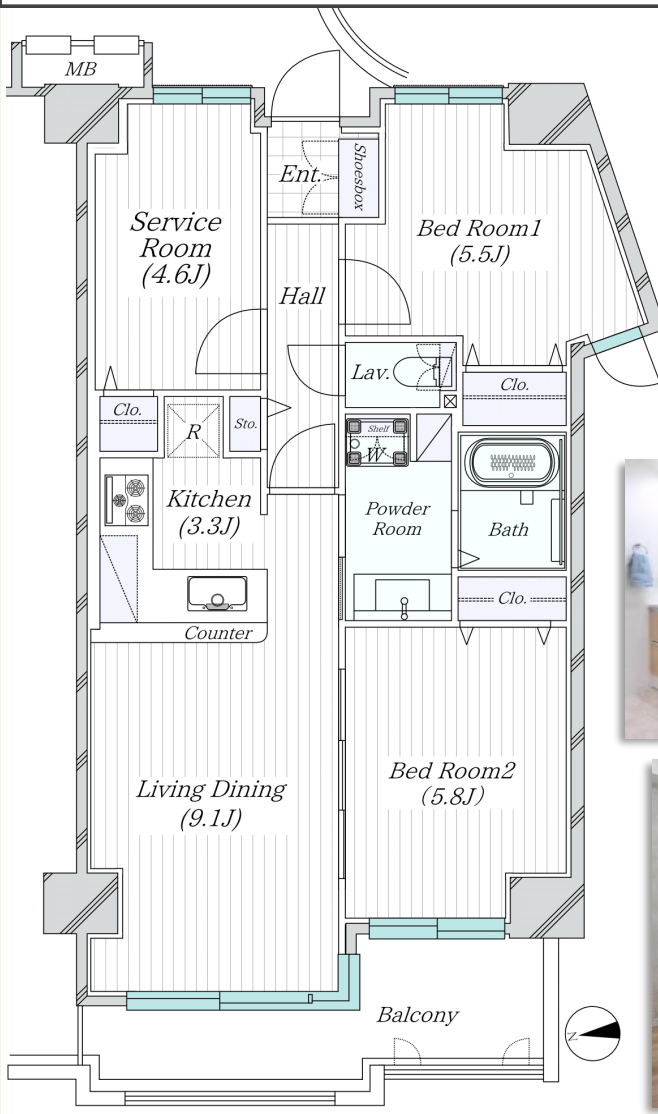 MB
Ent.
Shoesbox
Service
Room
(4.6J)
Bed Room1
(5.5J)
Hall
Lav.
Clo.
Clo.
R
Sto.
Shelf
W
Kitchen
(3.3J)
Powder
Room
Bath
Clo.
Counter
Living Dining
(9.1J)
Bed Room2
(5.8J)
Balcony
N